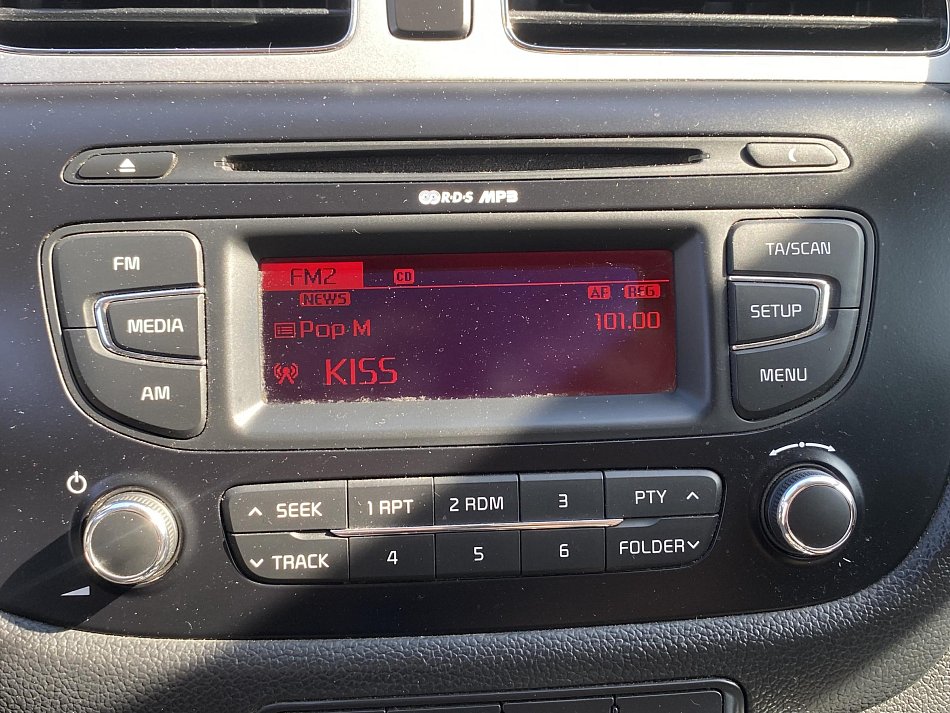 R·D·S MP3
FM
MEDIA
AM
FM2 CD
NEWS AF REG
Pop M 101.00
KISS
TA/SCAN
SETUP
MENU
SEEK 1 RPT 2 RDM 3 PTY
TRACK 4 5 6 FOLDER